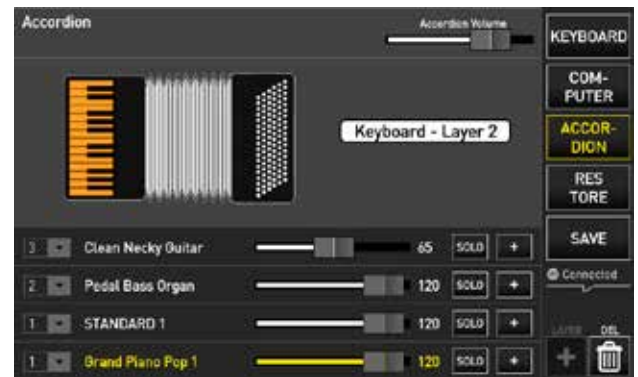 Accordion
Accordion Volume
KEYBOARD
COM-
PUTER
ACCOR-
DION
RES
TORE
SAVE
Connected
LAYER
DEL
Keyboard - Layer 2
3 Clean Necky Guitar 65 SOLO +
2 Pedal Bass Organ 120 SOLO +
1 STANDARD 1 120 SOLO +
1 Grand Piano Pop 1 120 SOLO +
+